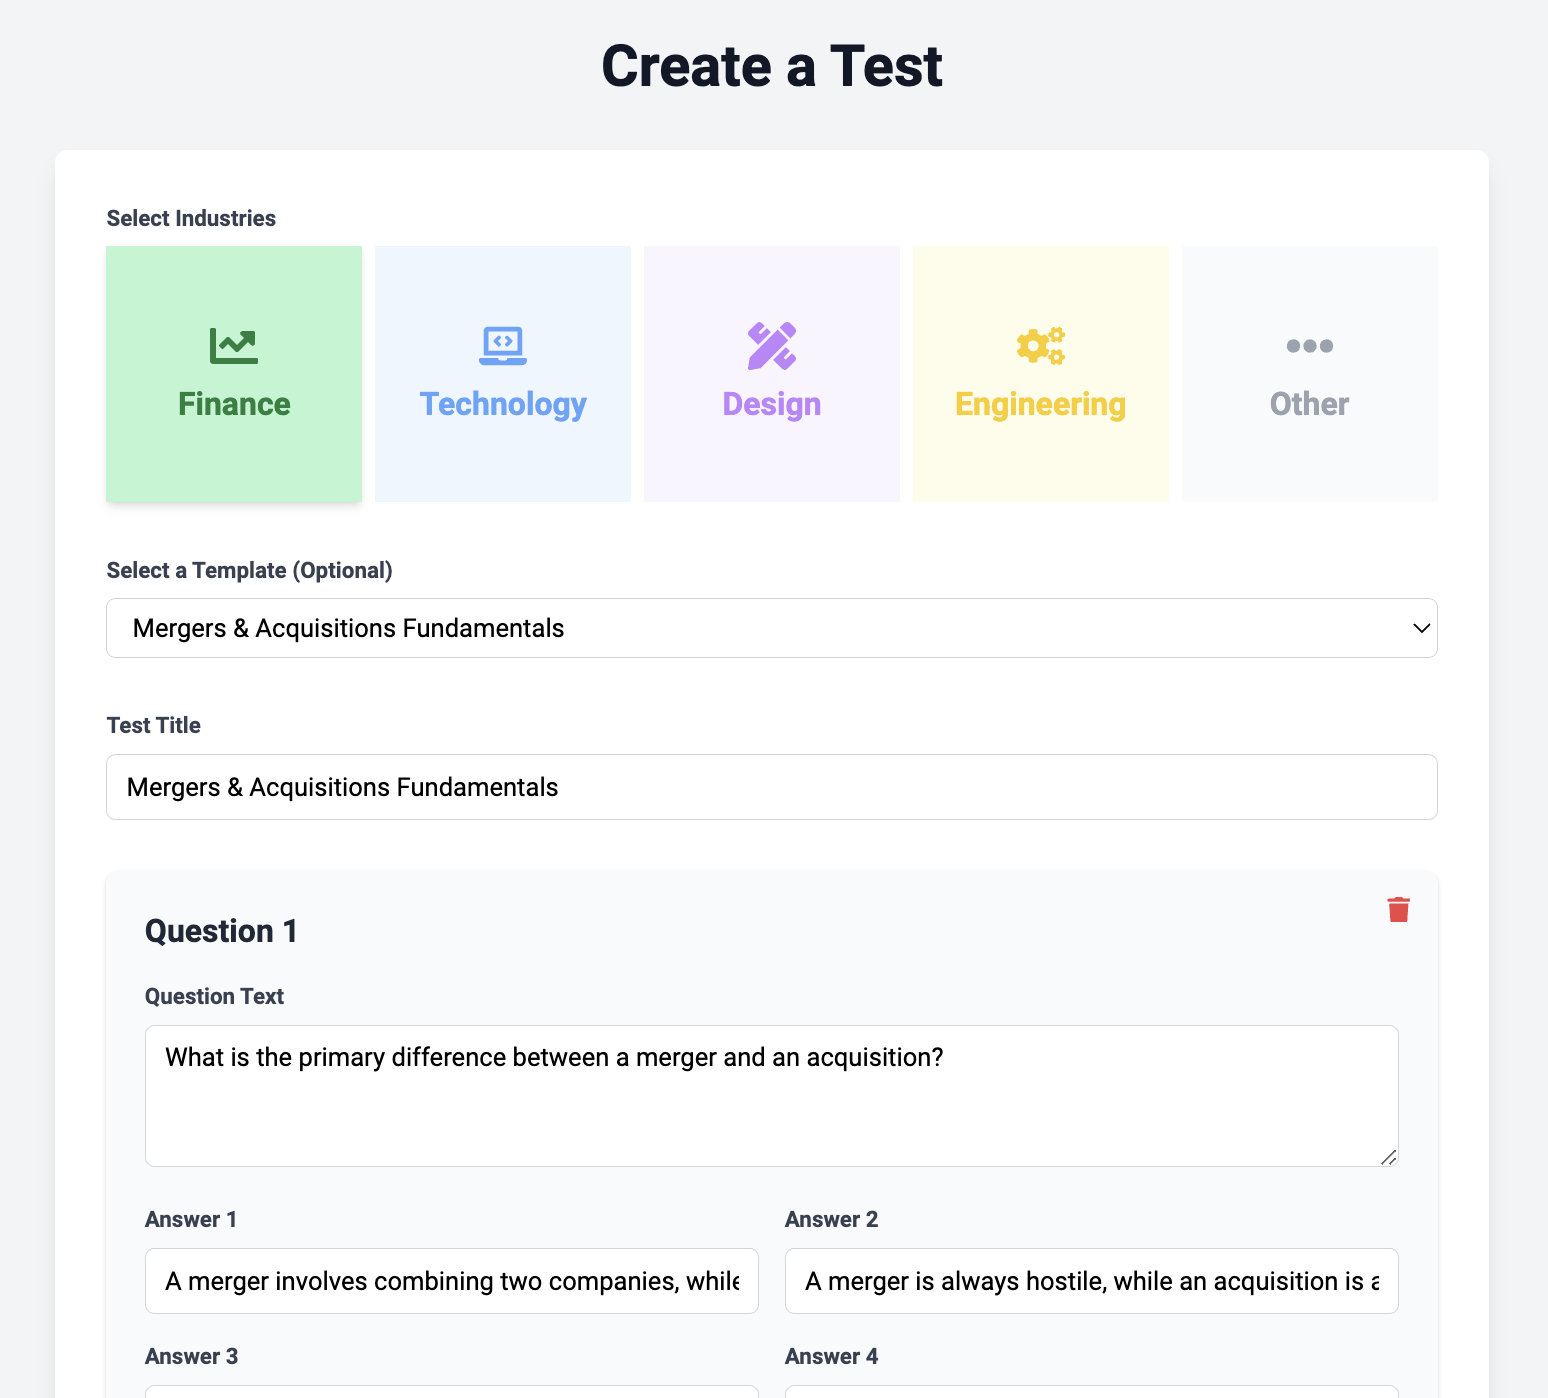 Create a Test
Select Industries
Finance
Technology
Design
Engineering
Other
Select a Template (Optional)
Mergers & Acquisitions Fundamentals
Test Title
Mergers & Acquisitions Fundamentals
Question 1
Question Text
What is the primary difference between a merger and an acquisition?
Answer 1
Answer 2
A merger involves combining two companies, while
A merger is always hostile, while an acquisition is a
Answer 3
Answer 4